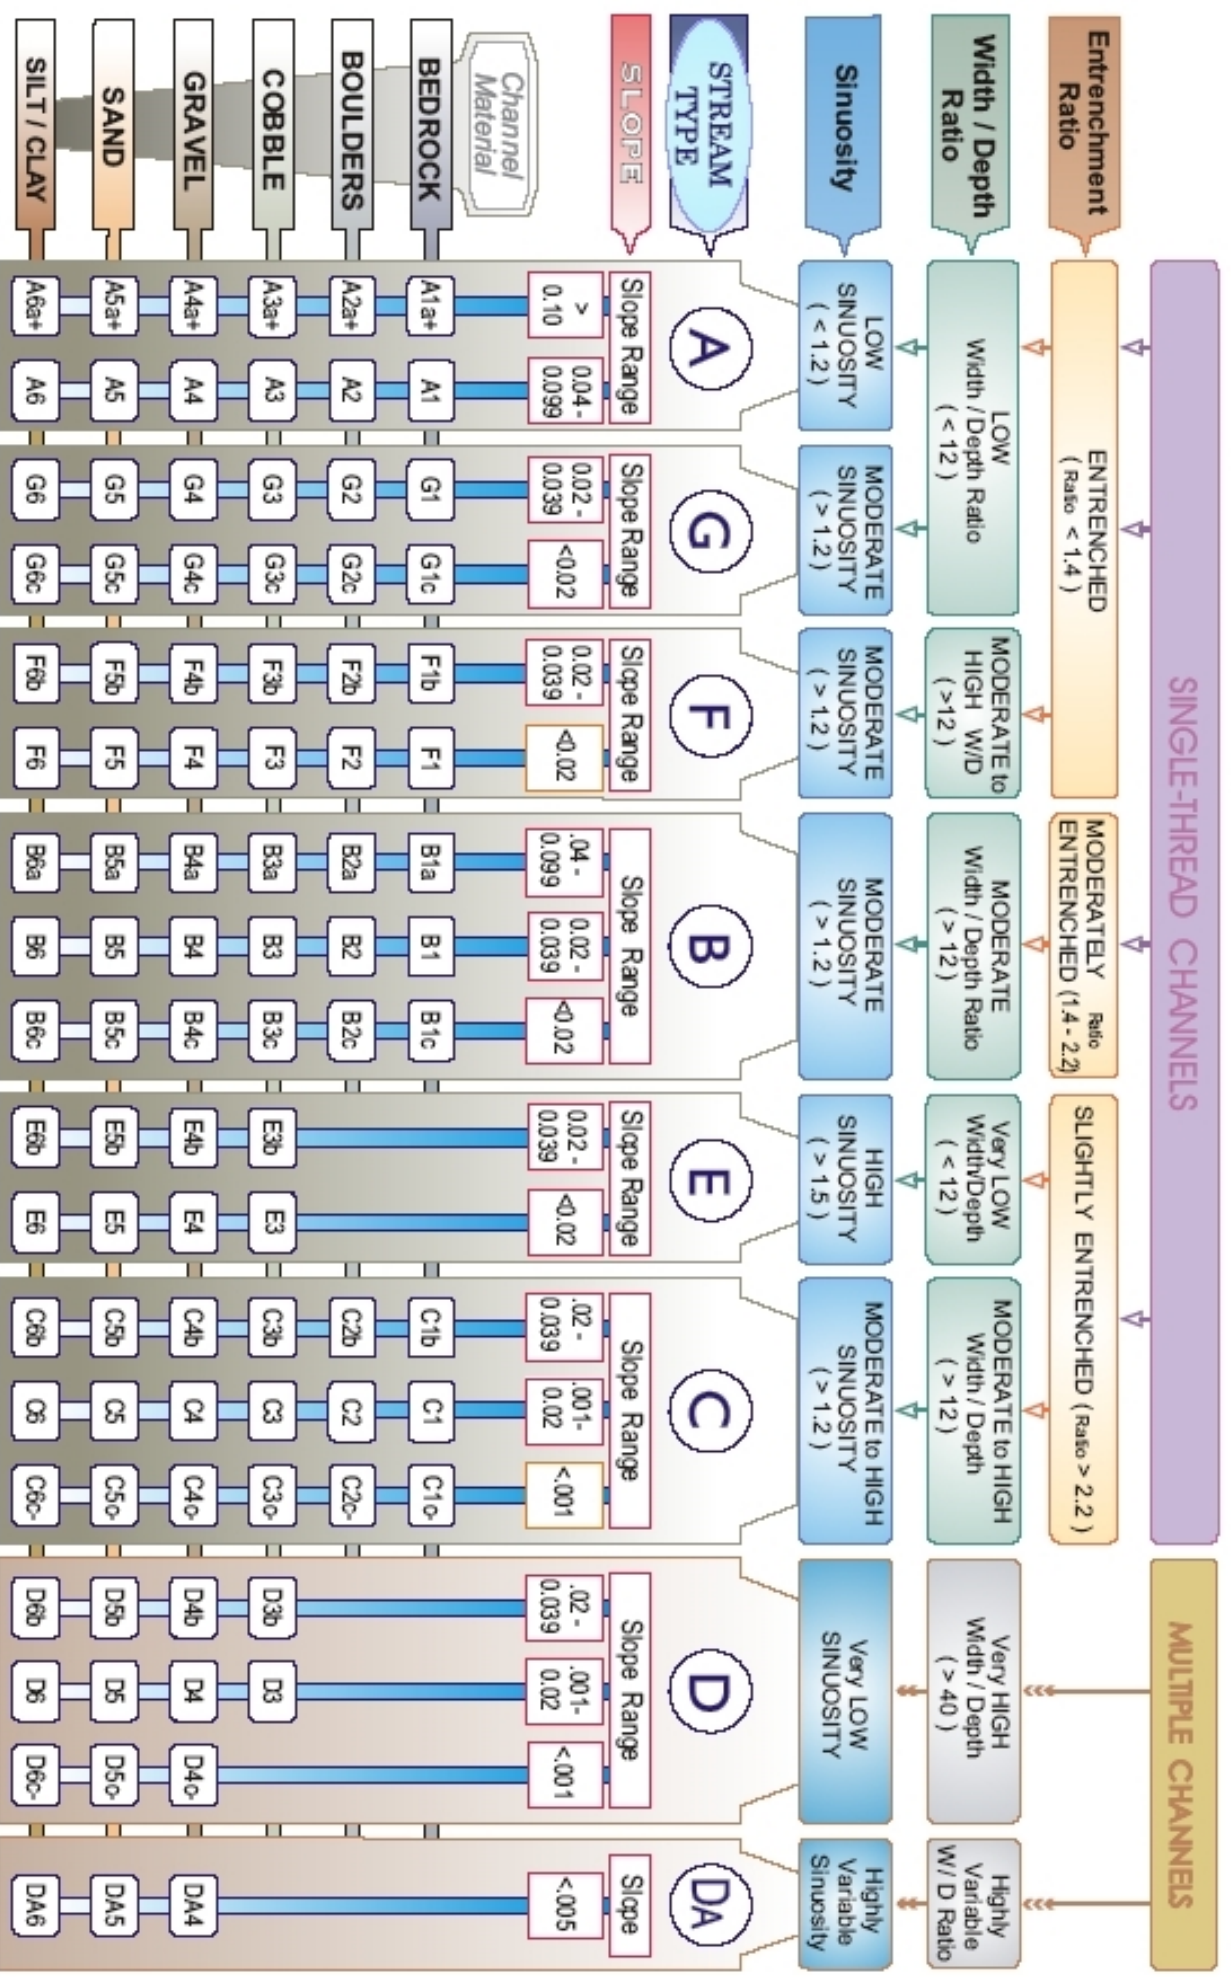 SINGLE-THREAD CHANNELS
MULTIPLE CHANNELS
Entrenchment
Ratio
ENTRENCHED
( Ratio < 1.4 )
MODERATELY Ratio
ENTRENCHED (1.4 - 2.2)
SLIGHTLY ENTRENCHED ( Ratio > 2.2 )
Width / Depth
Ratio
LOW
Width / Depth Ratio
( < 12 )
MODERATE to
HIGH W/D
( >12 )
MODERATE
Width / Depth Ratio
( > 12 )
Very LOW
Width/Depth
( < 12 )
MODERATE to HIGH
Width / Depth
( > 12 )
Very HIGH
Width / Depth
( > 40 )
Highly
Variable
W / D Ratio
Sinuosity
LOW
SINUOSITY
( < 1.2 )
MODERATE
SINUOSITY
( > 1.2 )
MODERATE
SINUOSITY
( > 1.2 )
MODERATE
SINUOSITY
( > 1.2 )
HIGH
SINUOSITY
( > 1.5 )
MODERATE to HIGH
SINUOSITY
( > 1.2 )
Very LOW
SINUOSITY
Highly
Variable
Sinuosity
STREAM
TYPE
A
G
F
B
E
C
D
DA
SLOPE
Slope Range
Slope Range
Slope Range
Slope Range
Slope Range
Slope Range
Slope Range
Slope
>
0.10
0.04 -
0.099
0.02 -
0.039
<0.02
0.02 -
0.039
<0.02
.04 -
0.099
0.02 -
0.039
<0.02
0.02 -
0.039
<0.02
.02 -
0.039
.001-
0.02
<.001
.02 -
0.039
.001-
0.02
<.001
<.005
Channel
Material
BEDROCK A1a+ A1 G1 G1c F1b F1 B1a B1 B1c C1b C1 C1c-
BOULDERS A2a+ A2 G2 G2c F2b F2 B2a B2 B2c C2b C2 C2c-
COBBLE A3a+ A3 G3 G3c F3b F3 B3a B3 B3c E3b E3 C3b C3 C3c- D3b D3
GRAVEL A4a+ A4 G4 G4c F4b F4 B4a B4 B4c E4b E4 C4b C4 C4c- D4b D4 D4c- DA4
SAND A5a+ A5 G5 G5c F5b F5 B5a B5 B5c E5b E5 C5b C5 C5c- D5b D5 D5c- DA5
SILT / CLAY A6a+ A6 G6 G6c F6b F6 B6a B6 B6c E6b E6 C6b C6 C6c- D6b D6 D6c- DA6